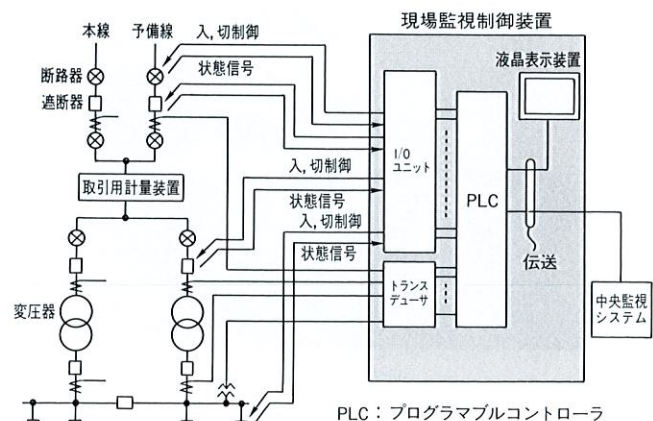 本線
予備線
入, 切制御
現場監視制御装置
断路器
状態信号
液晶表示装置
遮断器
入, 切制御
I/O
ユニット
取引用計量装置
状態信号
PLC
入, 切制御
状態信号
伝送
変圧器
トランス
デューサ
中央監視
システム
PLC：プログラマブルコントローラ